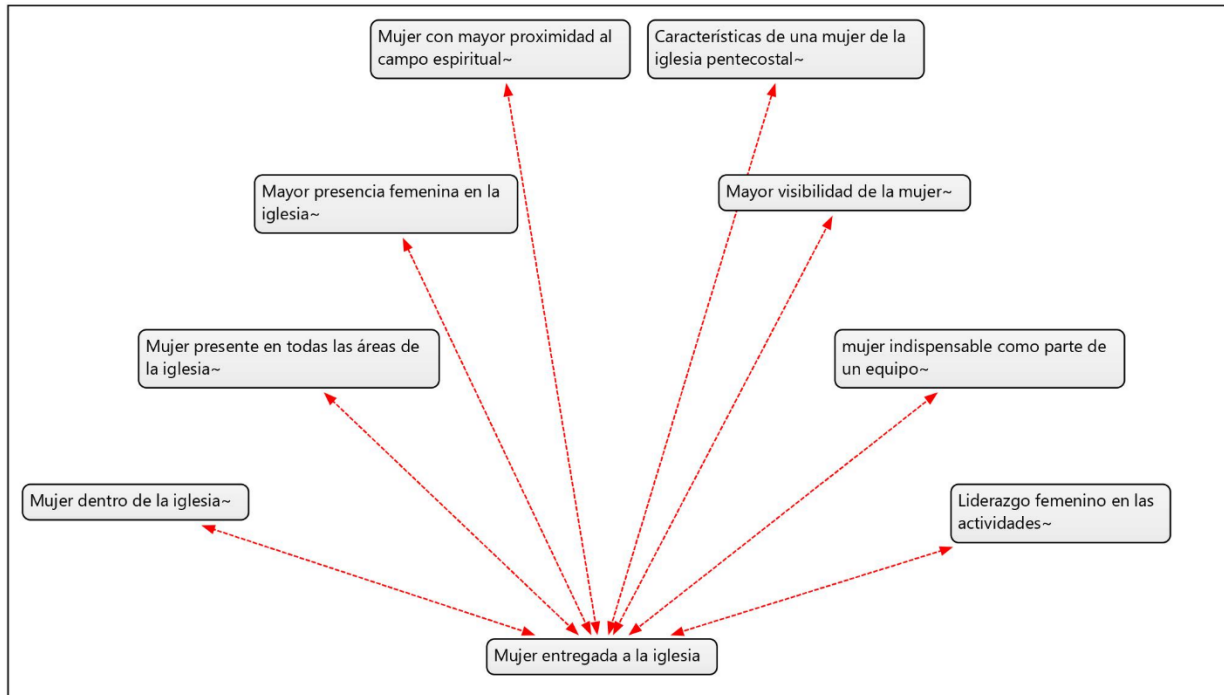 Mujer con mayor proximidad al
campo espiritual~
Características de una mujer de la
iglesia pentecostal~
Mayor presencia femenina en la
iglesia~
Mayor visibilidad de la mujer~
Mujer presente en todas las áreas de
la iglesia~
mujer indispensable como parte de
un equipo~
Mujer dentro de la iglesia~
Liderazgo femenino en las
actividades~
Mujer entregada a la iglesia